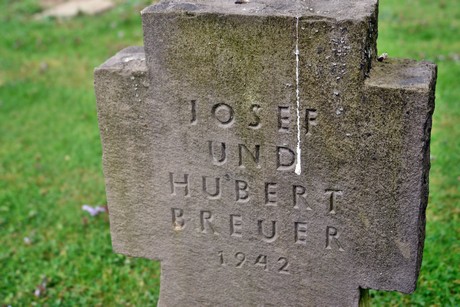 JOSEF
UND
HUBERT
BREUER
1942